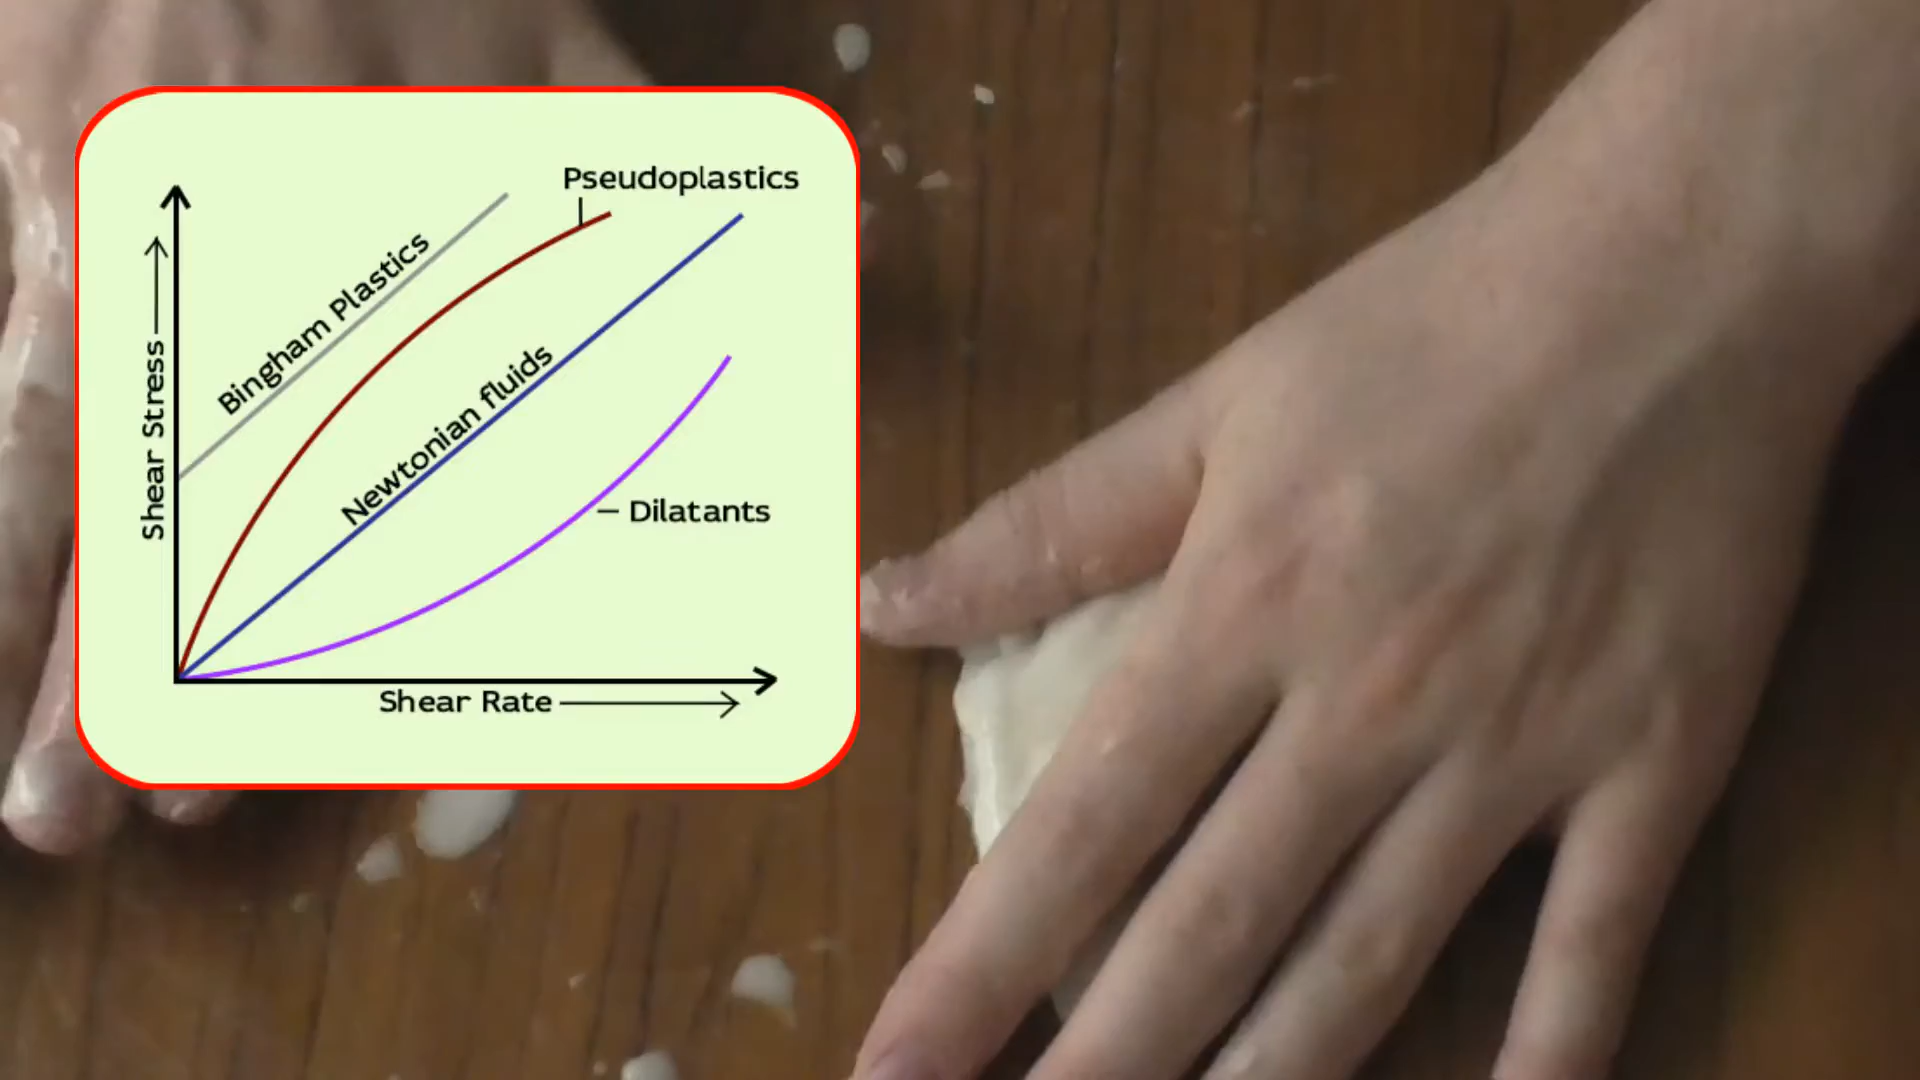 Pseudoplastics
Bingham Plastics
Newtonian fluids
Dilatants
Shear Stress
Shear Rate